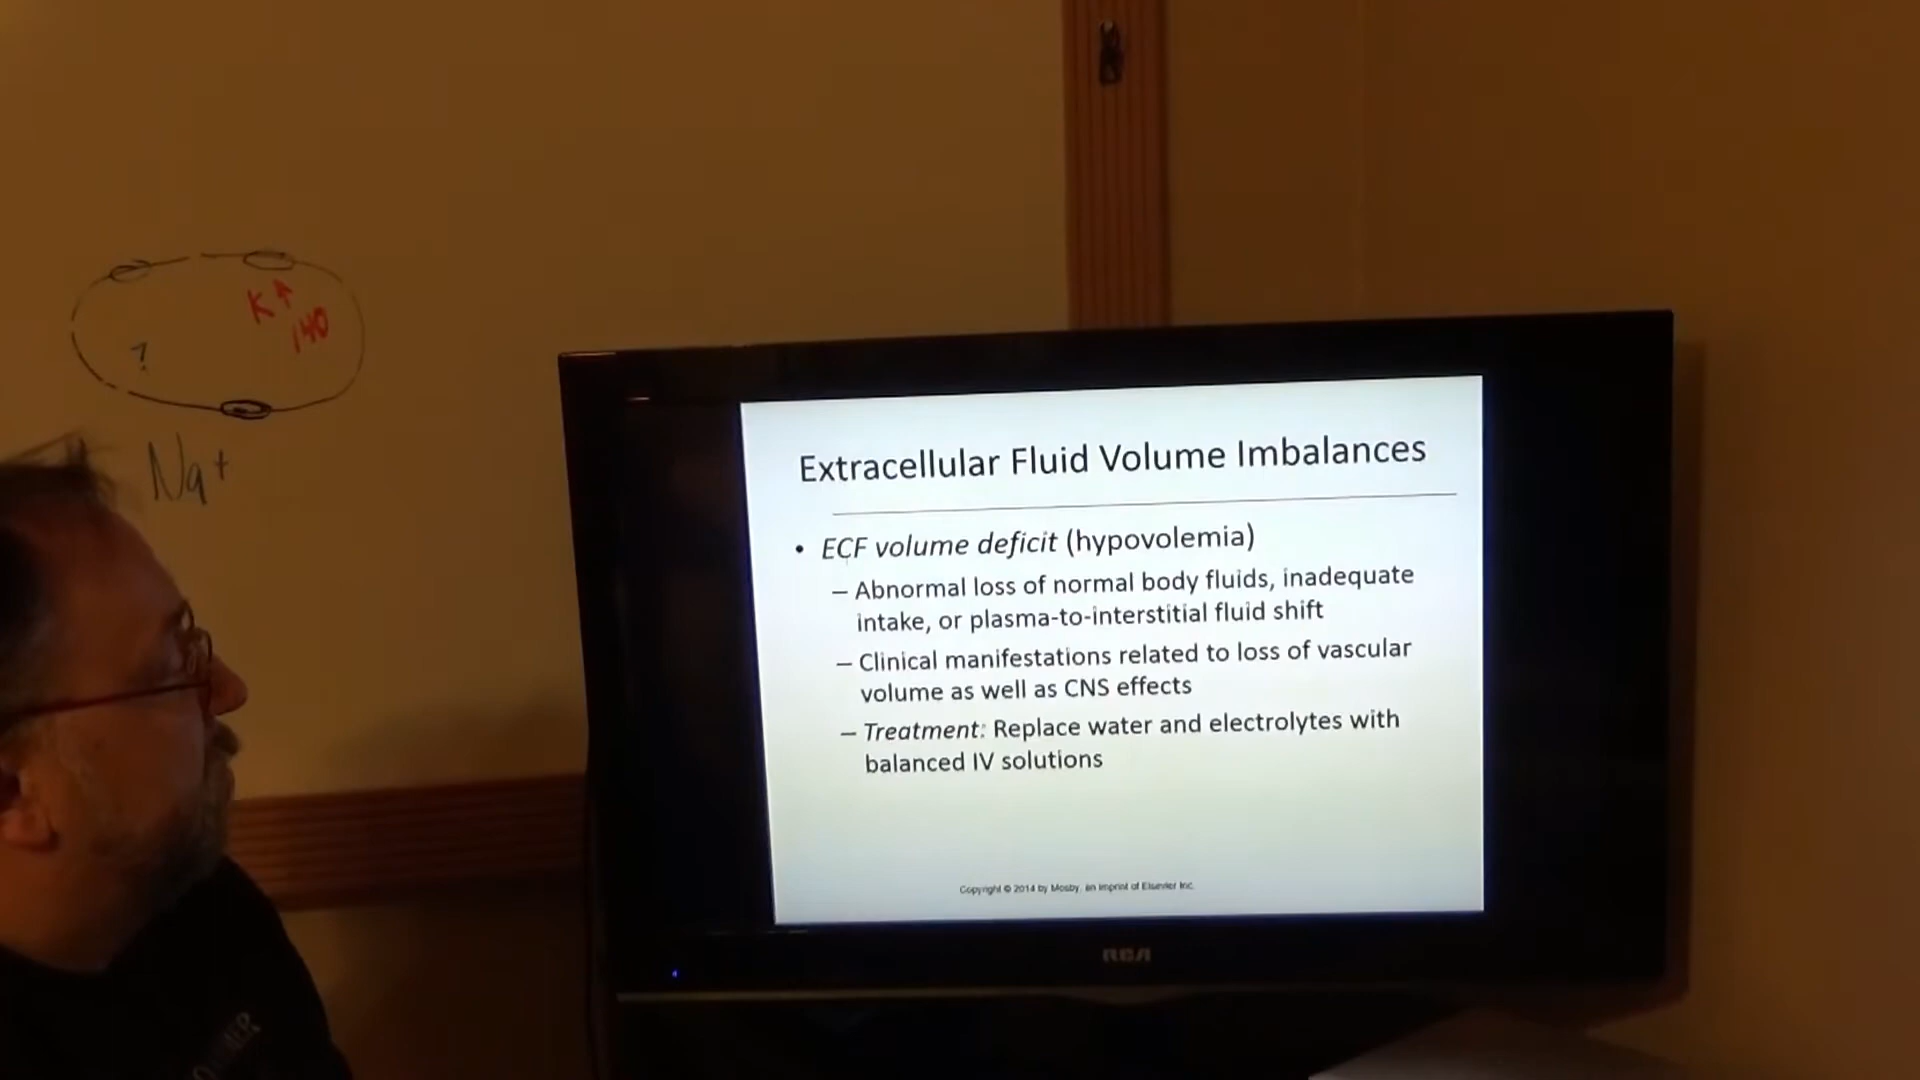 K↑
140
?
Na+
Extracellular Fluid Volume Imbalances
• ECF volume deficit (hypovolemia)
– Abnormal loss of normal body fluids, inadequate
intake, or plasma-to-interstitial fluid shift
– Clinical manifestations related to loss of vascular
volume as well as CNS effects
– Treatment: Replace water and electrolytes with
balanced IV solutions
Copyright © 2014 by Mosby, an imprint of Elsevier Inc.
RCA